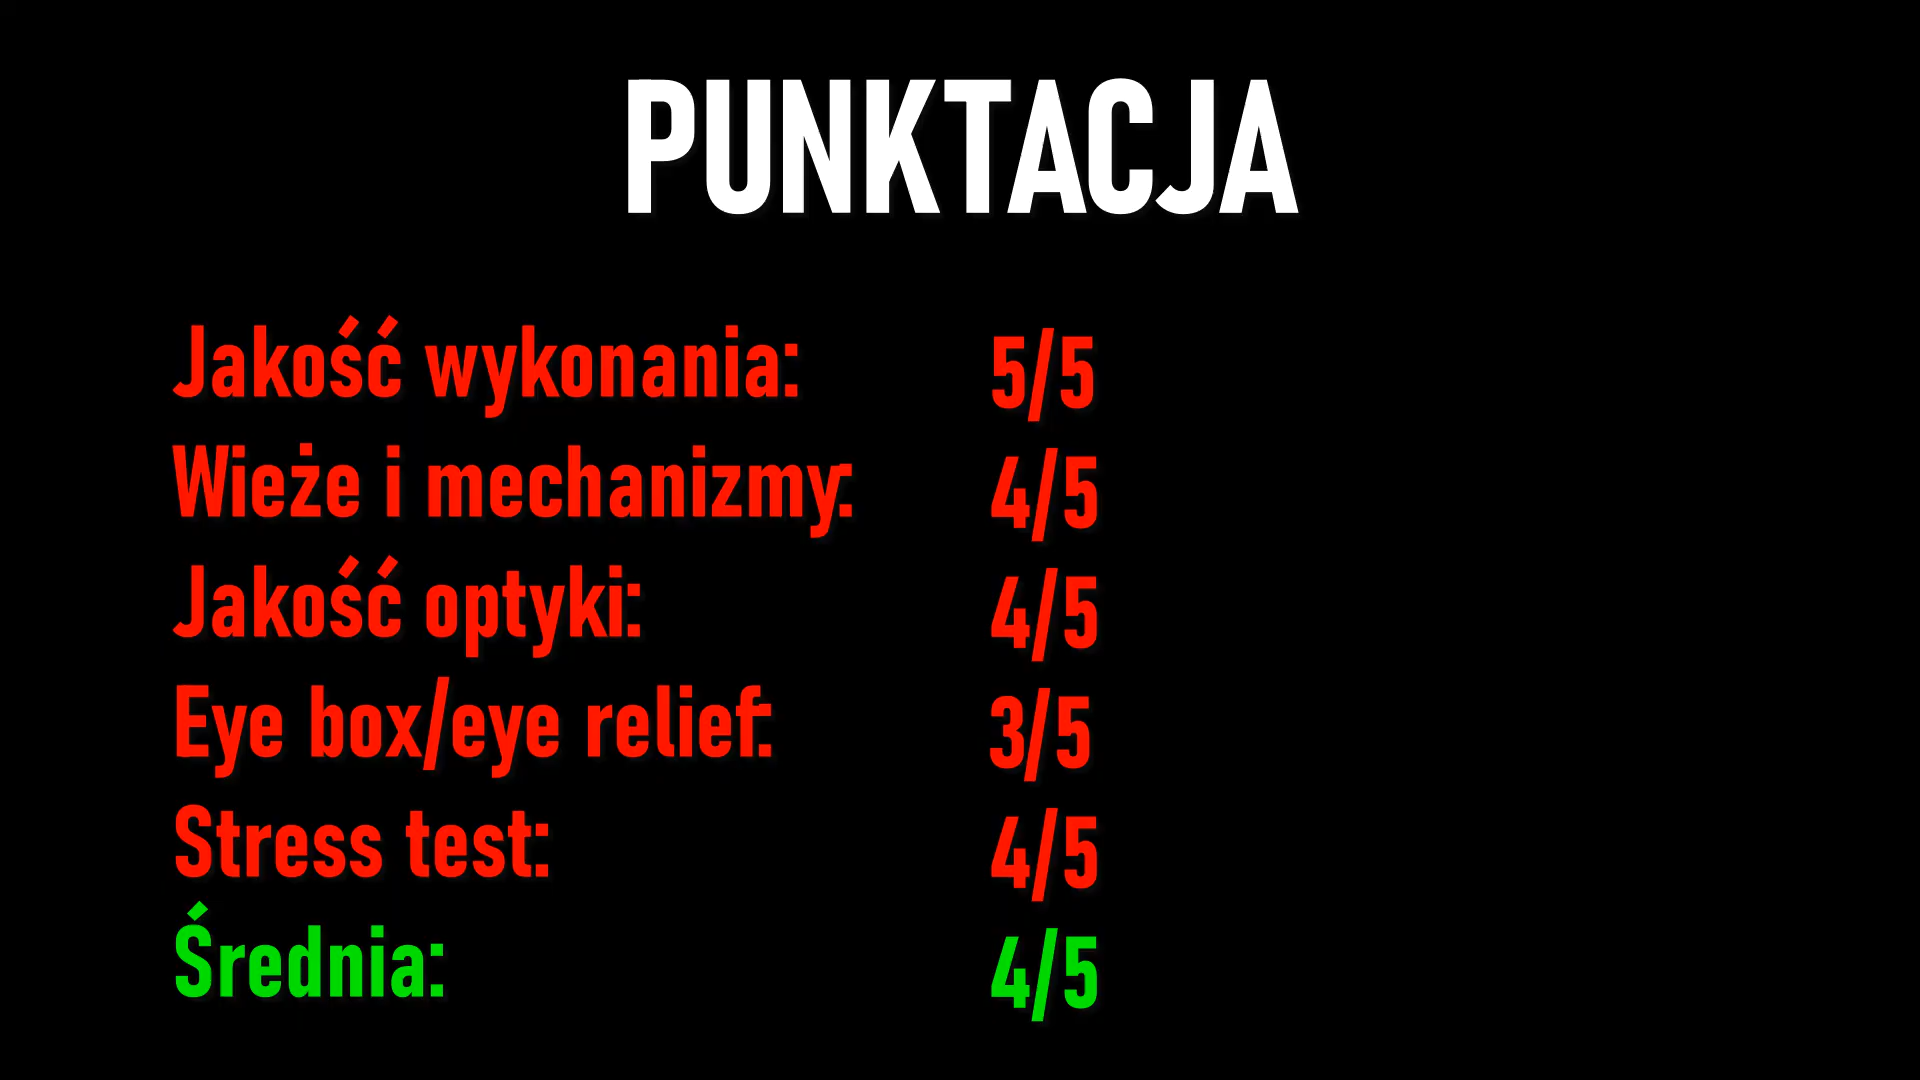 PUNKTACJA
Jakość wykonania: 5/5
Wieże i mechanizmy: 4/5
Jakość optyki: 4/5
Eye box/eye relief: 3/5
Stress test: 4/5
Średnia: 4/5